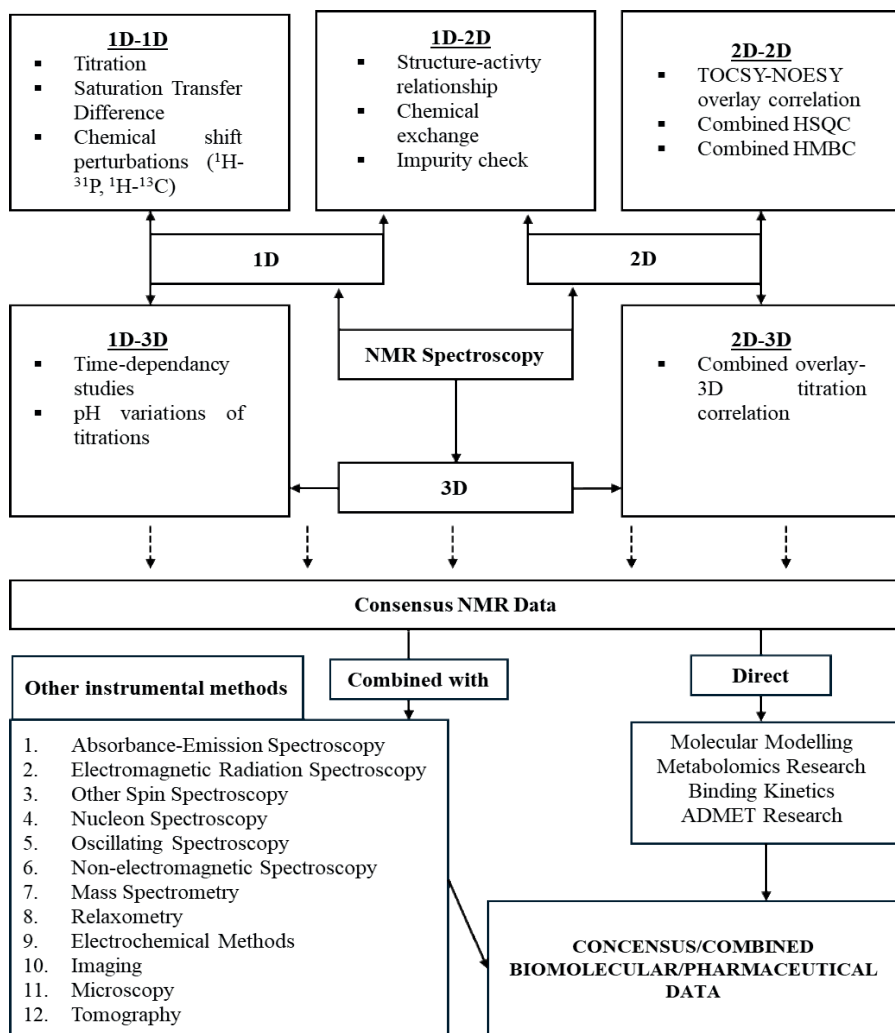 1D-1D
▪ Titration
▪ Saturation Transfer
Difference
▪ Chemical shift
perturbations (¹H-
³¹P, ¹H-¹³C)
1D-2D
▪ Structure-activty
relationship
▪ Chemical
exchange
▪ Impurity check
2D-2D
▪ TOCSY-NOESY
overlay correlation
▪ Combined HSQC
▪ Combined HMBC
1D
2D
1D-3D
▪ Time-dependancy
studies
▪ pH variations of
titrations
NMR Spectroscopy
2D-3D
▪ Combined overlay-
3D titration
correlation
3D
Consensus NMR Data
Other instrumental methods
Combined with
Direct
1. Absorbance-Emission Spectroscopy
2. Electromagnetic Radiation Spectroscopy
3. Other Spin Spectroscopy
4. Nucleon Spectroscopy
5. Oscillating Spectroscopy
6. Non-electromagnetic Spectroscopy
7. Mass Spectrometry
8. Relaxometry
9. Electrochemical Methods
10. Imaging
11. Microscopy
12. Tomography
Molecular Modelling
Metabolomics Research
Binding Kinetics
ADMET Research
CONCENSUS/COMBINED
BIOMOLECULAR/PHARMACEUTICAL
DATA